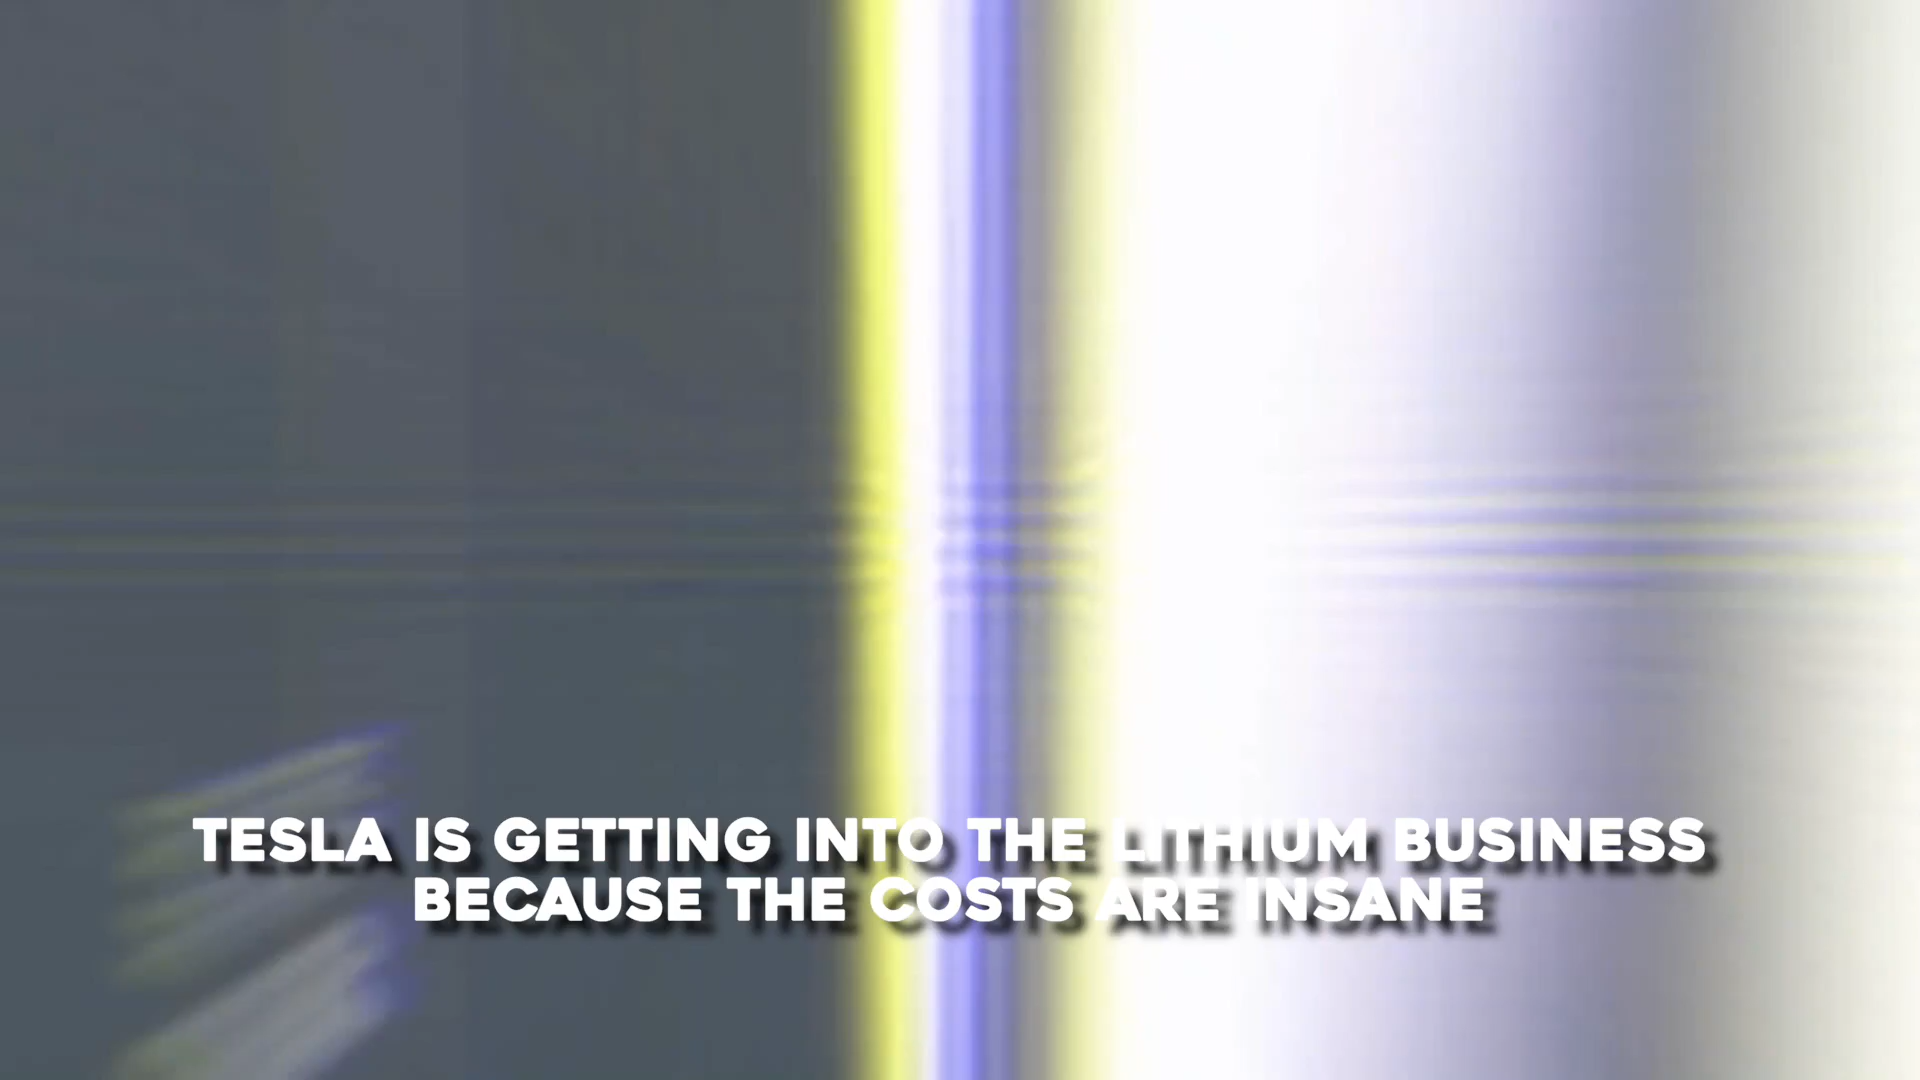 TESLA IS GETTING INTO THE LITHIUM BUSINESS
BECAUSE THE COSTS ARE INSANE